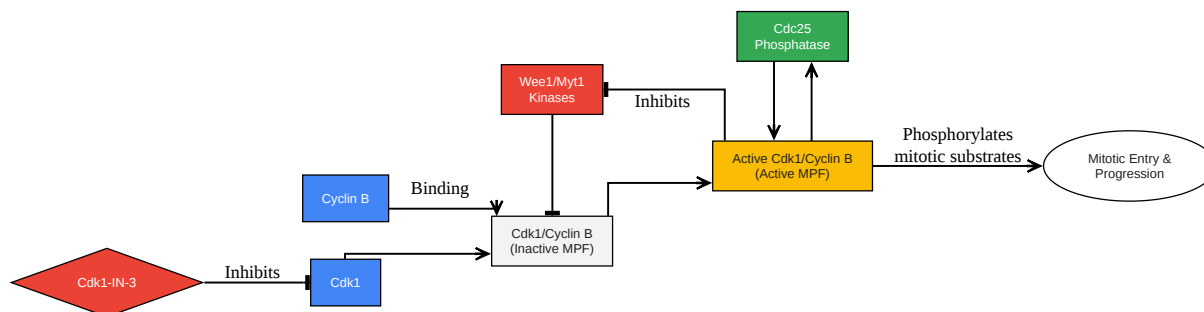 Cdc25
Phosphatase
Wee1/Myt1
Kinases
Inhibits
Active Cdk1/Cyclin B
(Active MPF)
Phosphorylates
mitotic substrates
Mitotic Entry &
Progression
Cyclin B
Binding
Cdk1/Cyclin B
(Inactive MPF)
Cdk1-IN-3
Inhibits
Cdk1